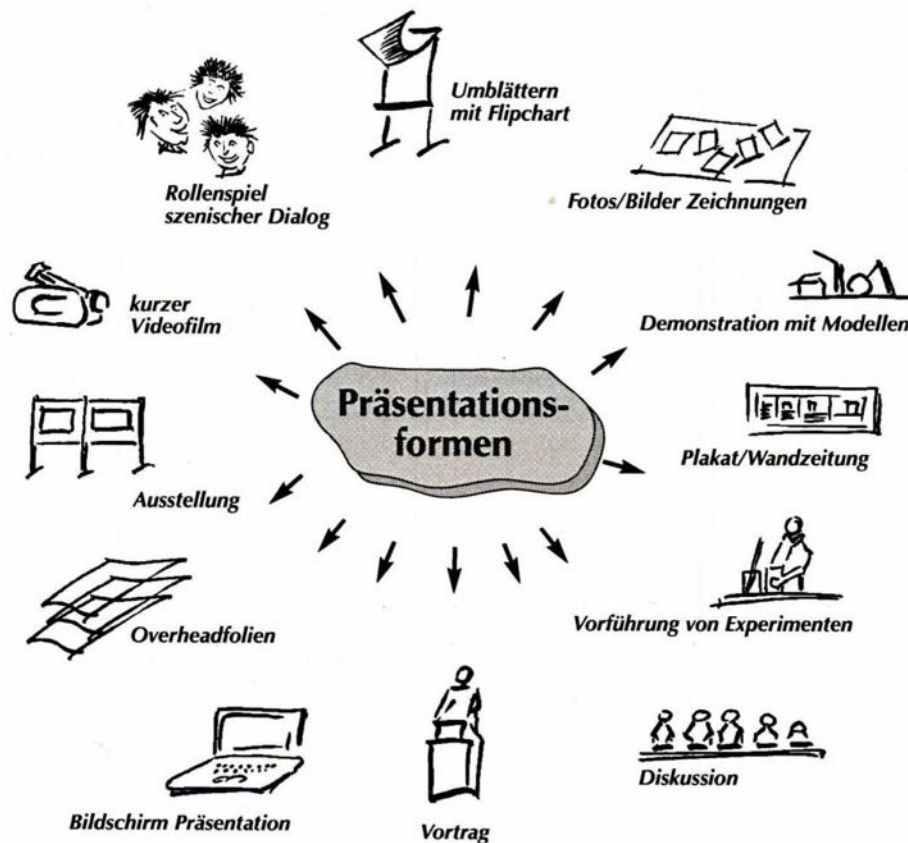 Umblättern
mit Flipchart
Rollenspiel
szenischer Dialog
Fotos/Bilder Zeichnungen
kurzer
Videofilm
Demonstration mit Modellen
Präsentations-
formen
Plakat/Wandzeitung
Ausstellung
Overheadfolien
Vorführung von Experimenten
Diskussion
Bildschirm Präsentation
Vortrag